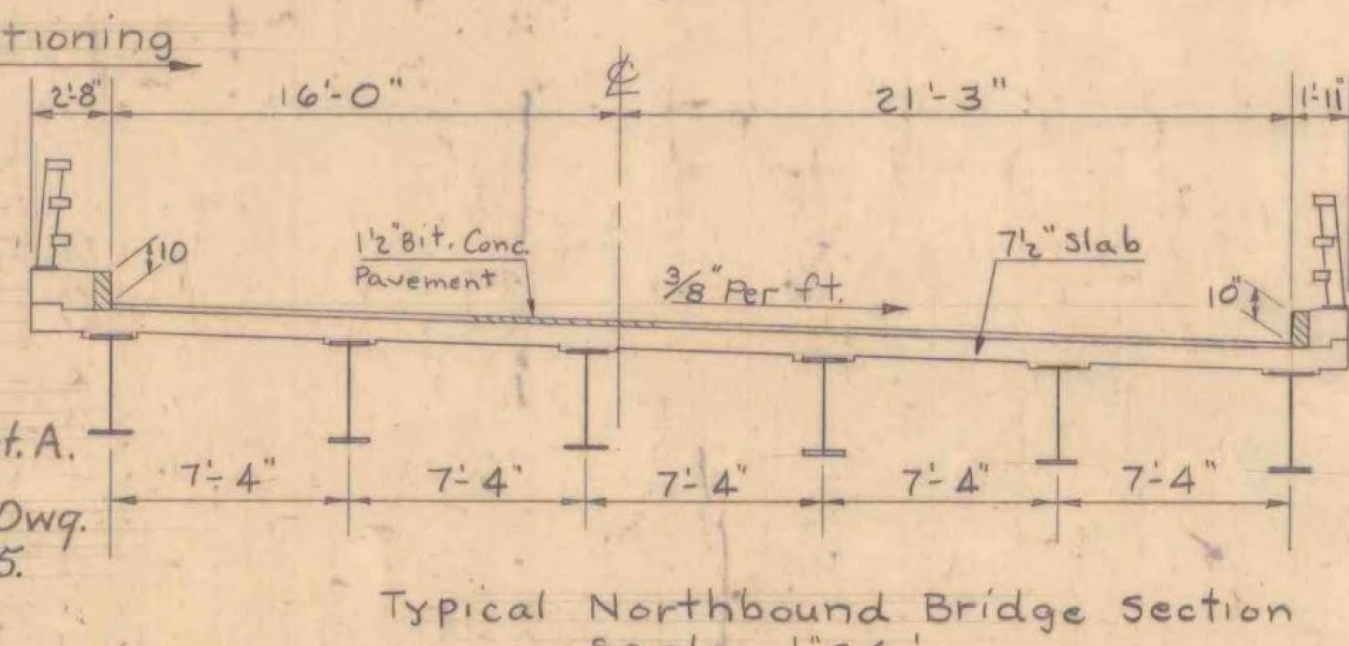 tioning
2'-8" 16'-0" ℄ 21'-3" 1'-11"
10
1½" Bit. Conc.
Pavement
3/8" Per ft.
7½" slab
10"
t. A.
7'-4" 7'-4" 7'-4" 7'-4" 7'-4"
Dwg.
5.
Typical Northbound Bridge Section